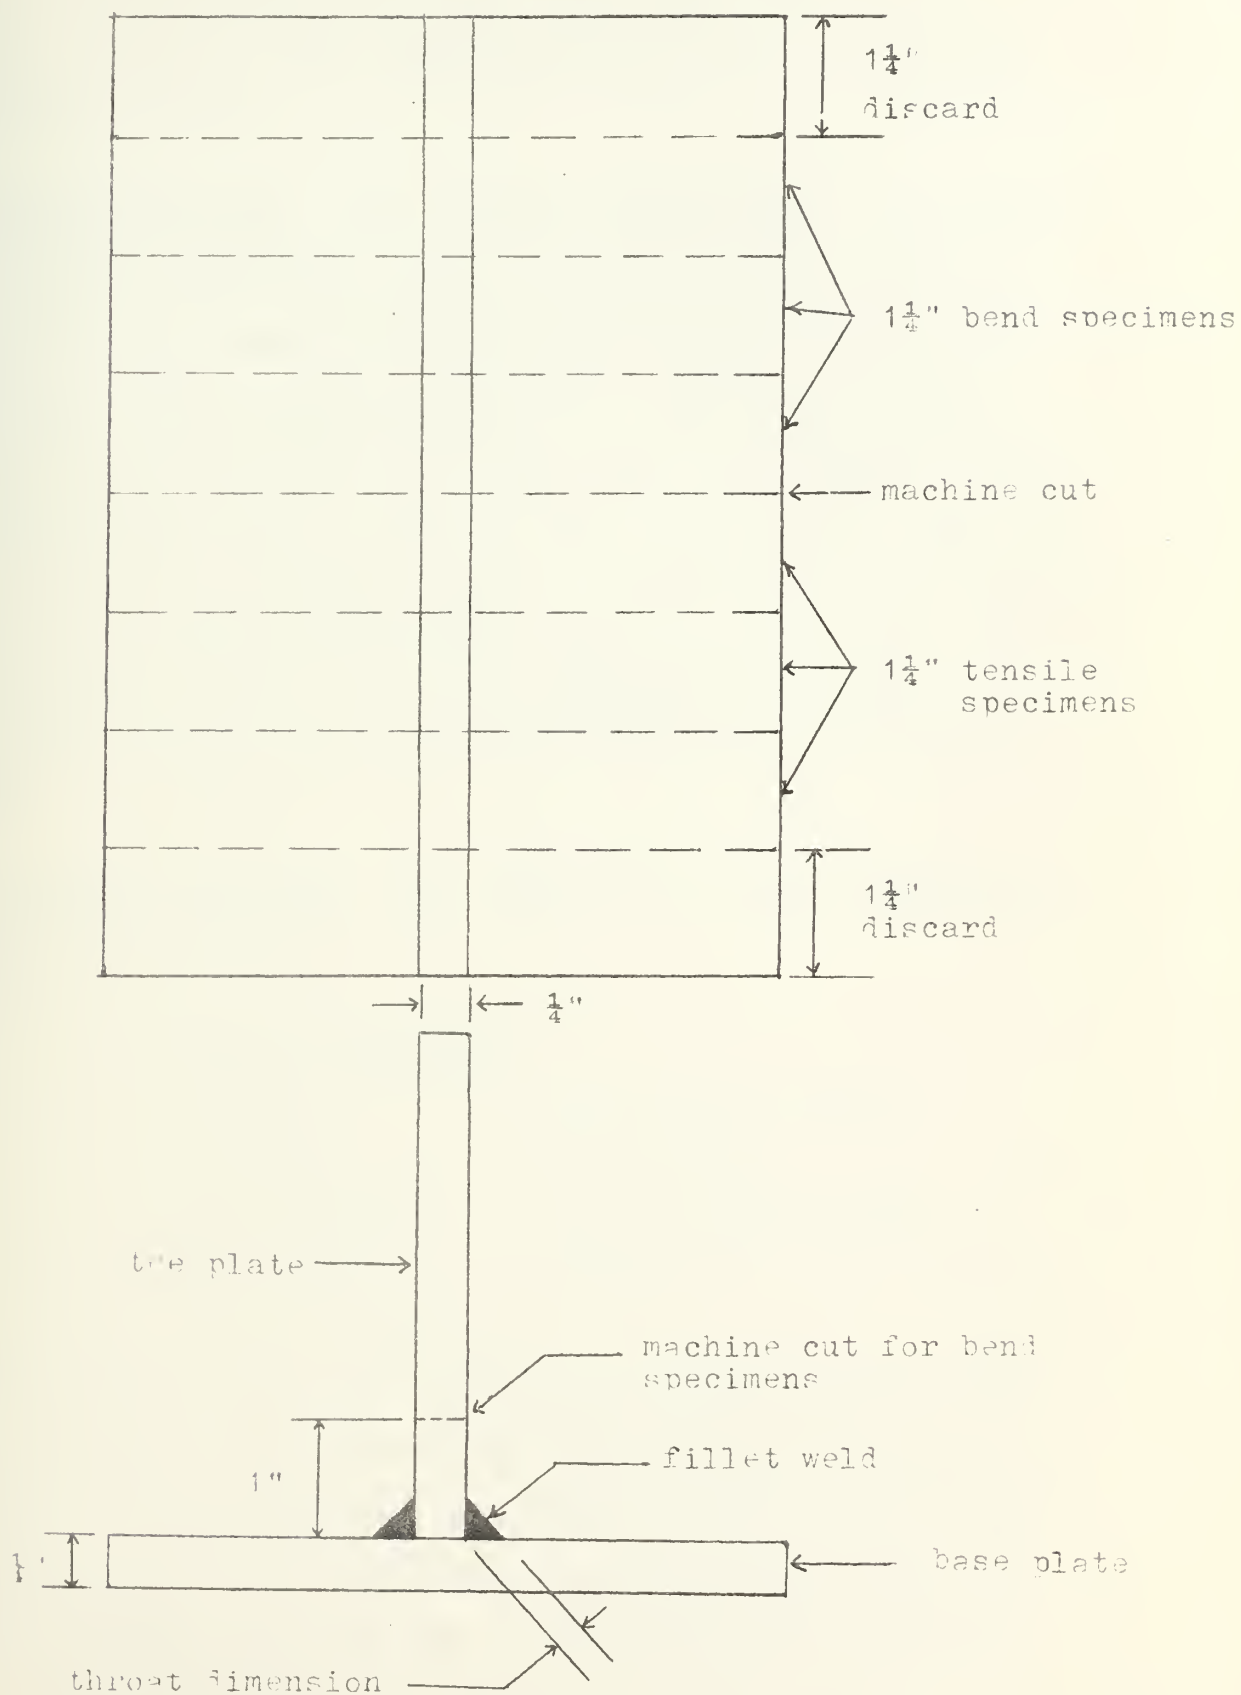 1¼"
discard
1¼" bend specimens
machine cut
1¼" tensile
specimens
1¼"
discard
¼"
tee plate
machine cut for bend
specimens
fillet weld
1"
base plate
throat dimension